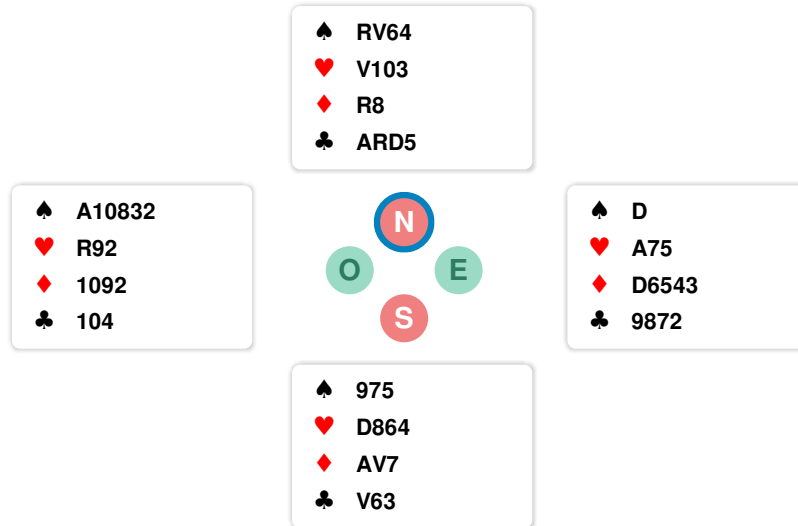 ♠ RV64
♥ V103
♦ R8
♣ ARD5
♠ A10832
♥ R92
♦ 1092
♣ 104
N
O E
S
♠ D
♥ A75
♦ D6543
♣ 9872
♠ 975
♥ D864
♦ AV7
♣ V63